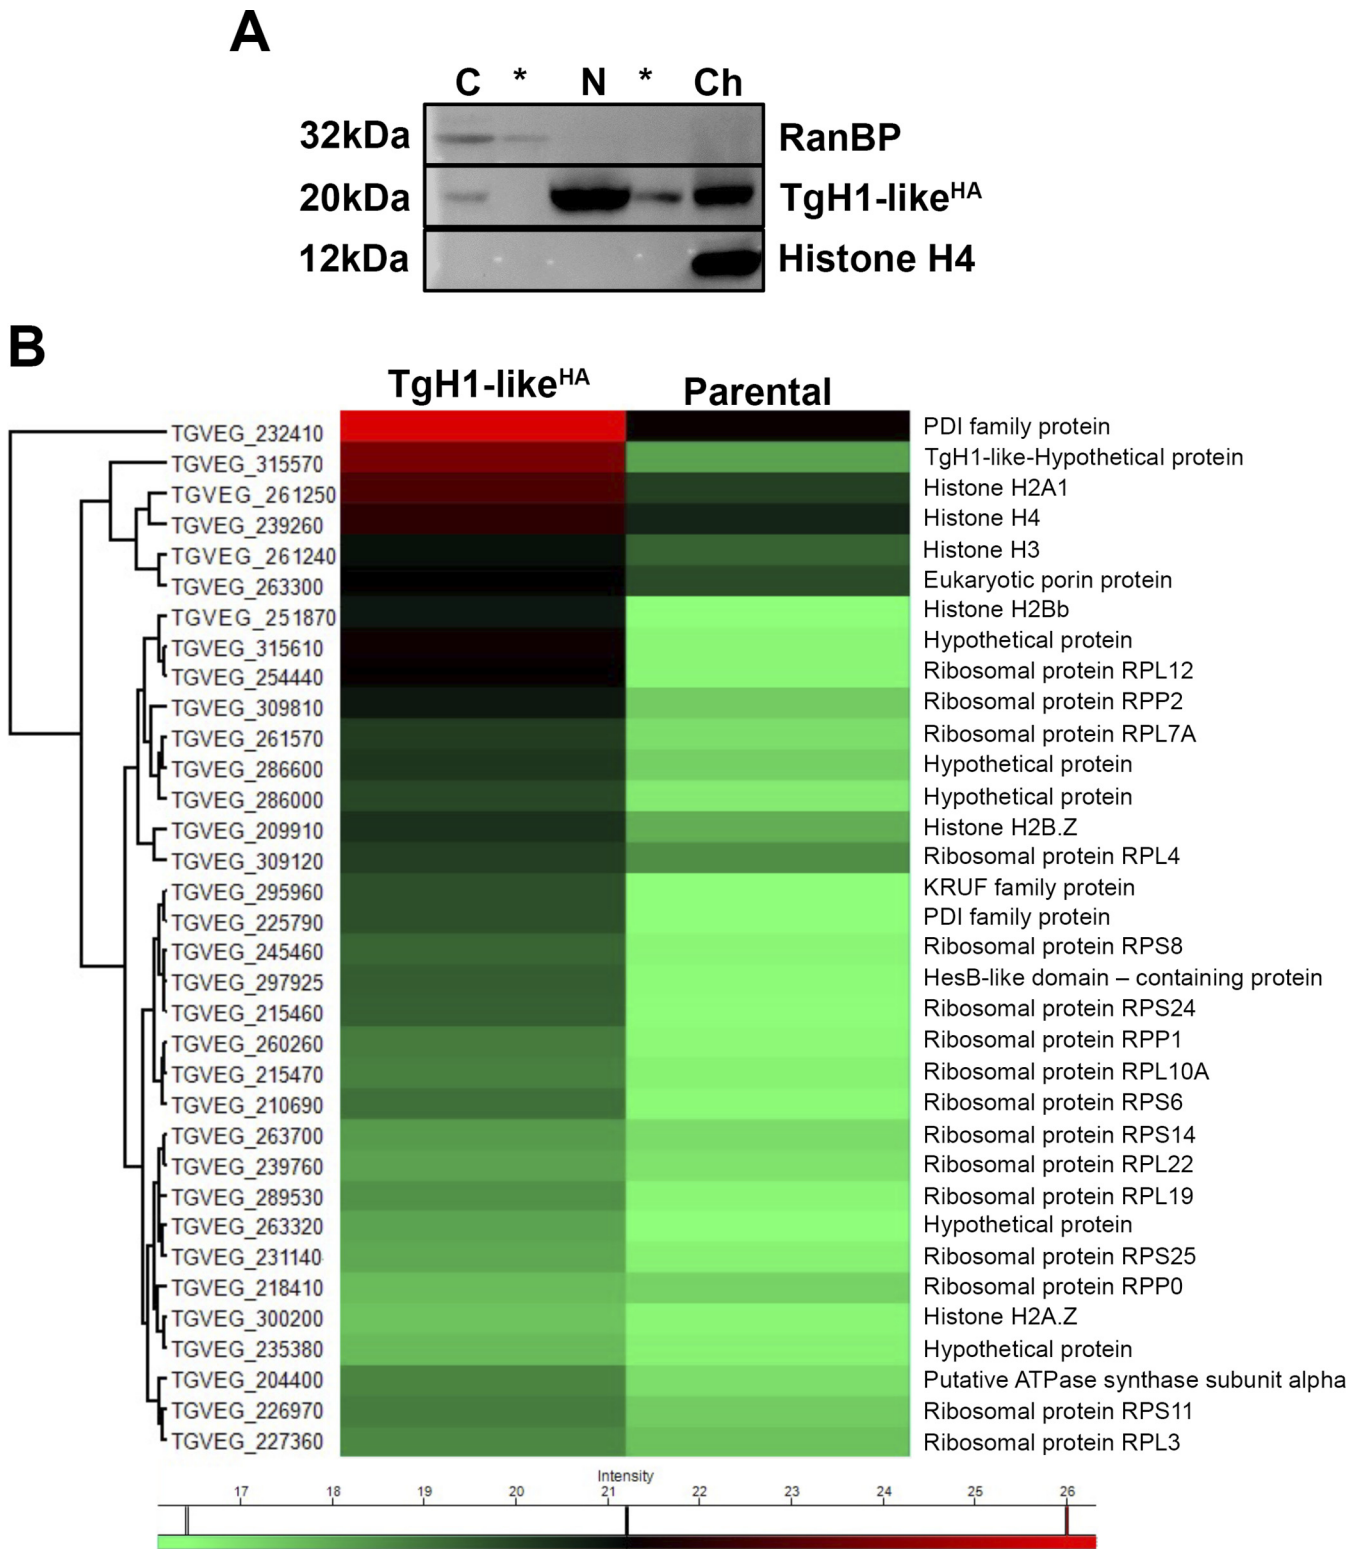 A
C * N * Ch
32kDa RanBP
20kDa TgH1-likeHA
12kDa Histone H4
B
TgH1-likeHA Parental
TGVEG_232410 PDI family protein
TGVEG_315570 TgH1-like-Hypothetical protein
TGVEG_261250 Histone H2A1
TGVEG_239260 Histone H4
TGVEG_261240 Histone H3
TGVEG_263300 Eukaryotic porin protein
TGVEG_251870 Histone H2Bb
TGVEG_315610 Hypothetical protein
TGVEG_254440 Ribosomal protein RPL12
TGVEG_309810 Ribosomal protein RPP2
TGVEG_261570 Ribosomal protein RPL7A
TGVEG_286600 Hypothetical protein
TGVEG_286000 Hypothetical protein
TGVEG_209910 Histone H2B.Z
TGVEG_309120 Ribosomal protein RPL4
TGVEG_295960 KRUF family protein
TGVEG_225790 PDI family protein
TGVEG_245460 Ribosomal protein RPS8
TGVEG_297925 HesB-like domain – containing protein
TGVEG_215460 Ribosomal protein RPS24
TGVEG_260260 Ribosomal protein RPP1
TGVEG_215470 Ribosomal protein RPL10A
TGVEG_210690 Ribosomal protein RPS6
TGVEG_263700 Ribosomal protein RPS14
TGVEG_239760 Ribosomal protein RPL22
TGVEG_289530 Ribosomal protein RPL19
TGVEG_263320 Hypothetical protein
TGVEG_231140 Ribosomal protein RPS25
TGVEG_218410 Ribosomal protein RPP0
TGVEG_300200 Histone H2A.Z
TGVEG_235380 Hypothetical protein
TGVEG_204400 Putative ATPase synthase subunit alpha
TGVEG_226970 Ribosomal protein RPS11
TGVEG_227360 Ribosomal protein RPL3
Intensity
17 18 19 20 21 22 23 24 25 26